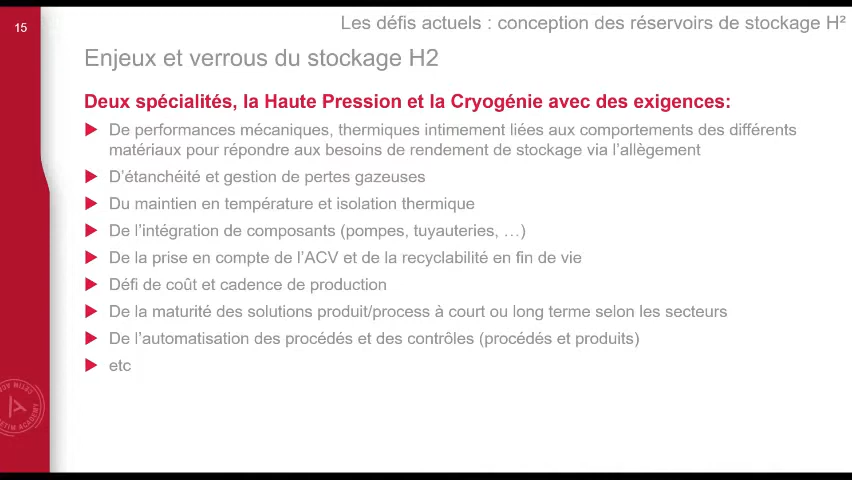 15
Les défis actuels : conception des réservoirs de stockage H²
Enjeux et verrous du stockage H2
Deux spécialités, la Haute Pression et la Cryogénie avec des exigences:
De performances mécaniques, thermiques intimement liées aux comportements des différents
matériaux pour répondre aux besoins de rendement de stockage via l'allègement
D'étanchéité et gestion de pertes gazeuses
Du maintien en température et isolation thermique
De l'intégration de composants (pompes, tuyauteries, …)
De la prise en compte de l'ACV et de la recyclabilité en fin de vie
Défi de coût et cadence de production
De la maturité des solutions produit/process à court ou long terme selon les secteurs
De l'automatisation des procédés et des contrôles (procédés et produits)
etc